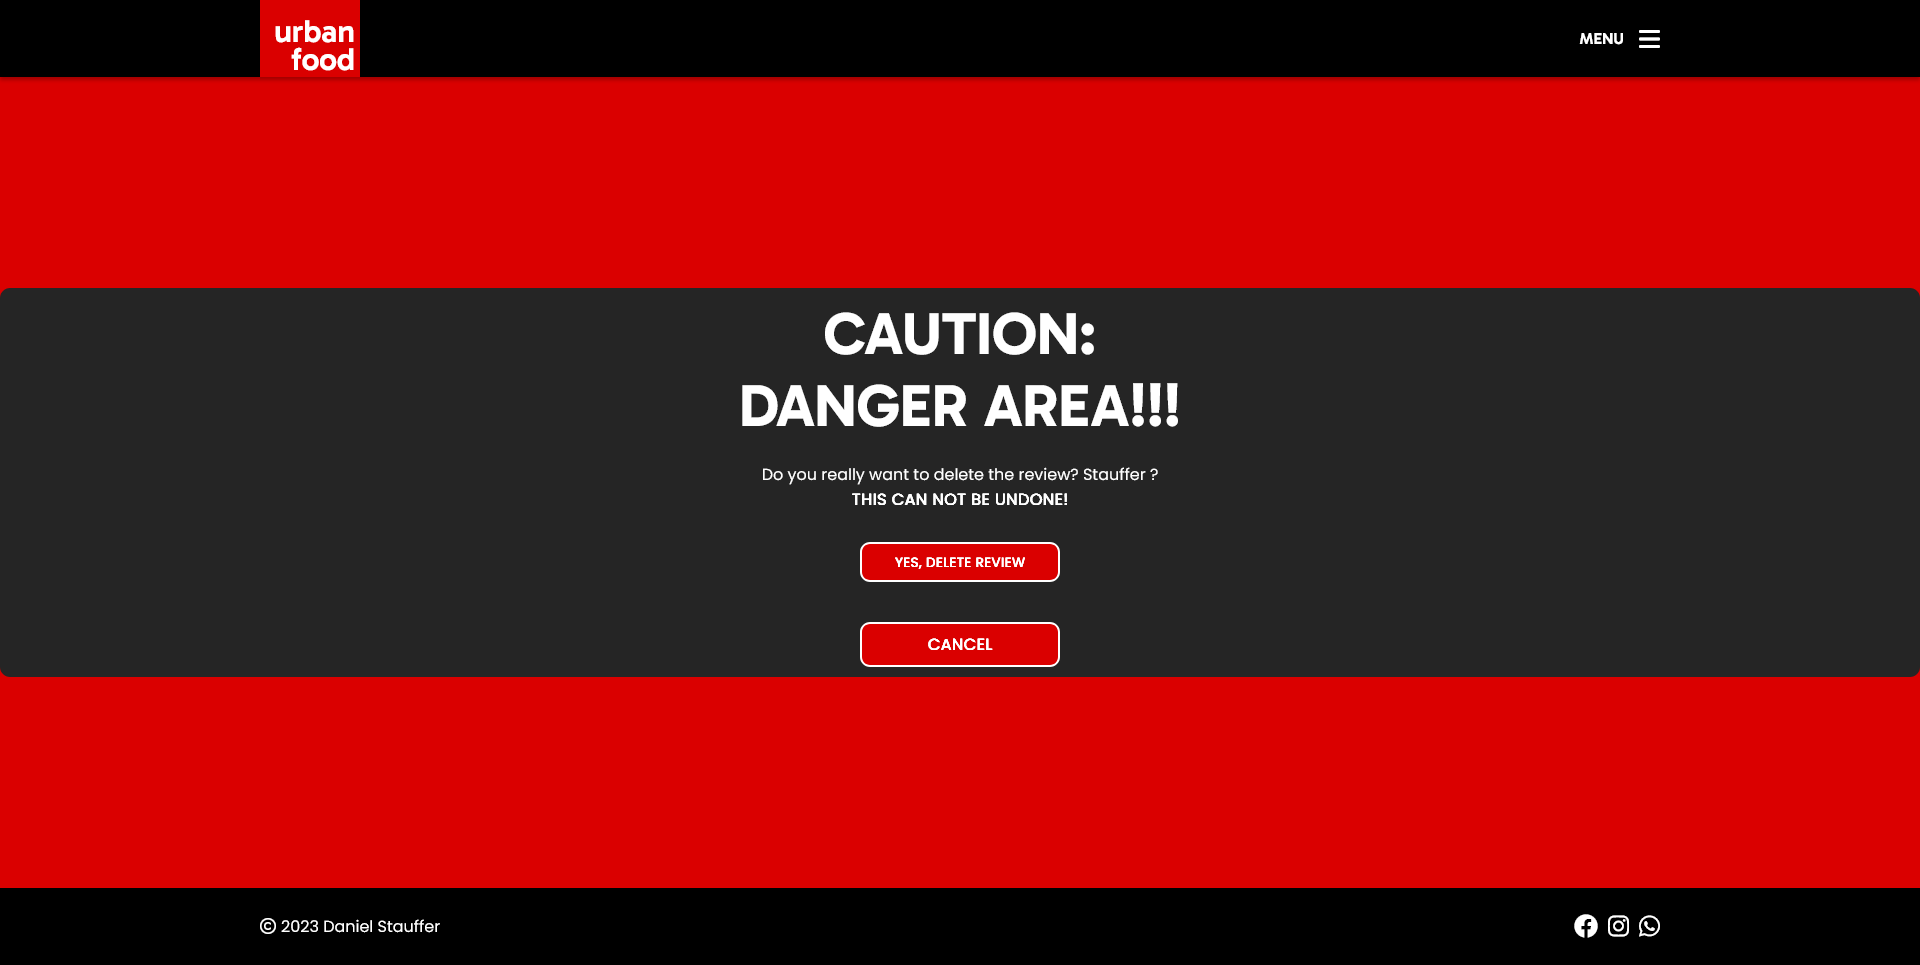 urban
food
MENU
CAUTION:
DANGER AREA!!!
Do you really want to delete the review? Stauffer ?
THIS CAN NOT BE UNDONE!
YES, DELETE REVIEW
CANCEL
© 2023 Daniel Stauffer